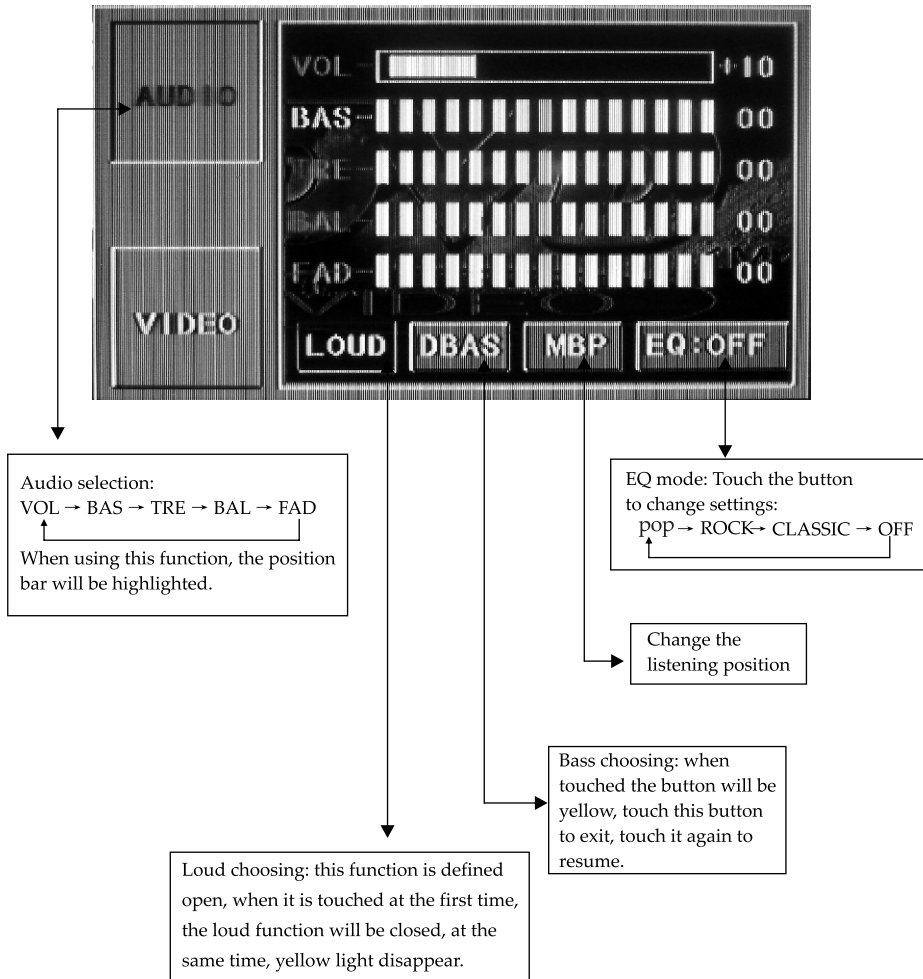 AUDIO
VIDEO
VOL +10
BAS 00
TRE 00
BAL 00
FAD 00
LOUD DBAS MBP EQ:OFF
Audio selection:
VOL → BAS → TRE → BAL → FAD
When using this function, the position
bar will be highlighted.
EQ mode: Touch the button
to change settings:
pop → ROCK → CLASSIC → OFF
Change the
listening position
Bass choosing: when
touched the button will be
yellow, touch this button
to exit, touch it again to
resume.
Loud choosing: this function is defined
open, when it is touched at the first time,
the loud function will be closed, at the
same time, yellow light disappear.